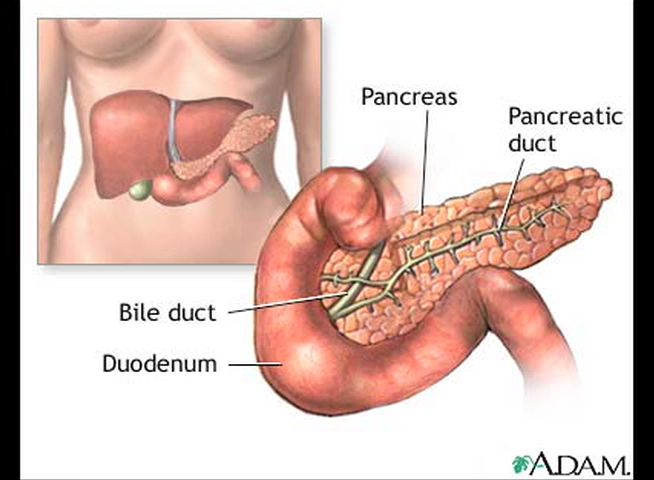 Pancreas
Pancreatic
duct
Bile duct
Duodenum
A.D.A.M.